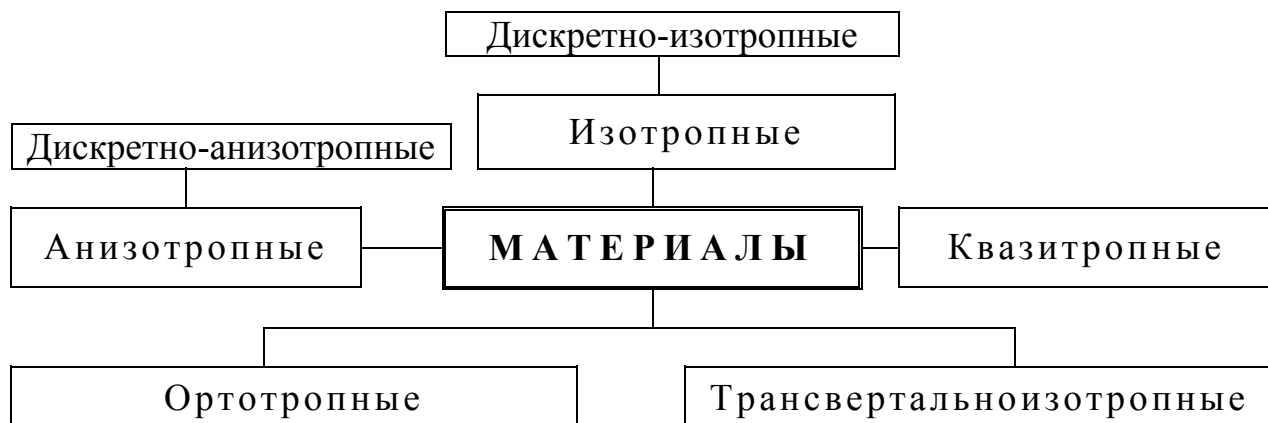 Дискретно-изотропные
Изотропные
Дискретно-анизотропные
Анизотропные
МАТЕРИАЛЫ
Квазитропные
Ортотропные
Трансвертальноизотропные